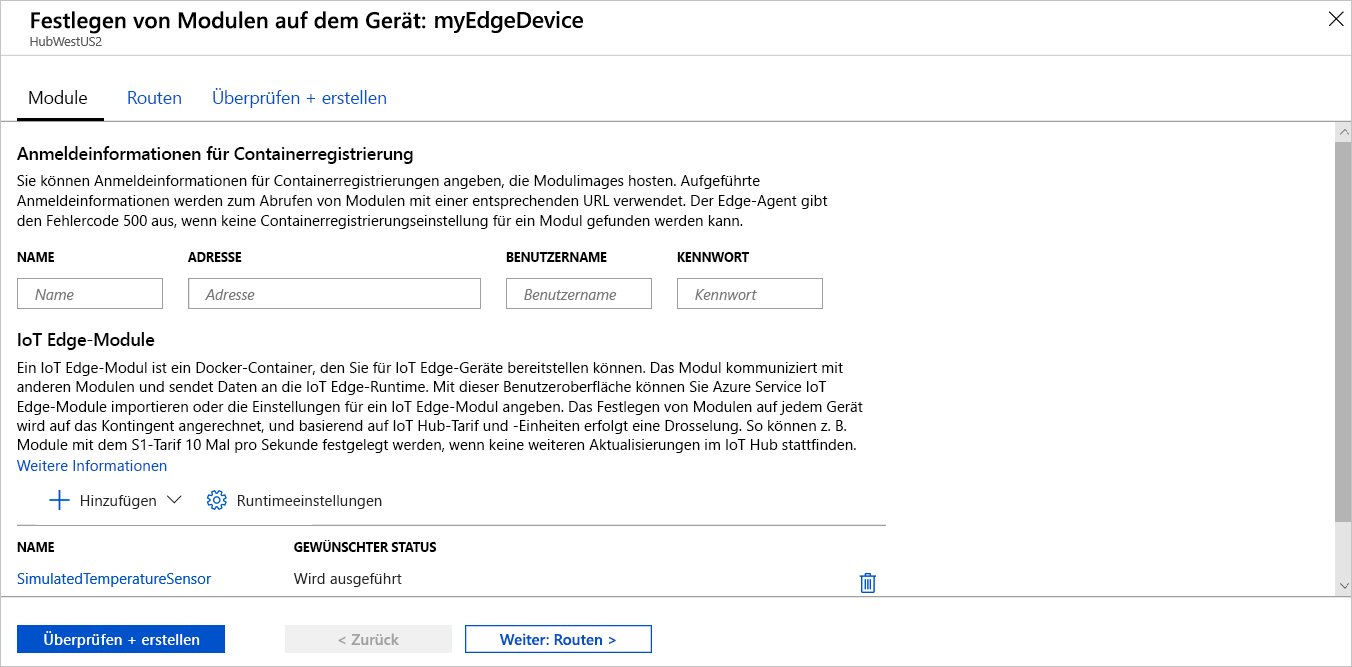 Festlegen von Modulen auf dem Gerät: myEdgeDevice
HubWestUS2
Module Routen Überprüfen + erstellen
Anmeldeinformationen für Containerregistrierung
Sie können Anmeldeinformationen für Containerregistrierungen angeben, die Modulimages hosten. Aufgeführte
Anmeldeinformationen werden zum Abrufen von Modulen mit einer entsprechenden URL verwendet. Der Edge-Agent gibt
den Fehlercode 500 aus, wenn keine Containerregistrierungseinstellung für ein Modul gefunden werden kann.
NAME ADRESSE BENUTZERNAME KENNWORT
Name Adresse Benutzername Kennwort
IoT Edge-Module
Ein IoT Edge-Modul ist ein Docker-Container, den Sie für IoT Edge-Geräte bereitstellen können. Das Modul kommuniziert mit
anderen Modulen und sendet Daten an die IoT Edge-Runtime. Mit dieser Benutzeroberfläche können Sie Azure Service IoT
Edge-Module importieren oder die Einstellungen für ein IoT Edge-Modul angeben. Das Festlegen von Modulen auf jedem Gerät
wird auf das Kontingent angerechnet, und basierend auf IoT Hub-Tarif und -Einheiten erfolgt eine Drosselung. So können z. B.
Module mit dem S1-Tarif 10 Mal pro Sekunde festgelegt werden, wenn keine weiteren Aktualisierungen im IoT Hub stattfinden.
Weitere Informationen
Hinzufügen Runtimeeinstellungen
NAME GEWÜNSCHTER STATUS
SimulatedTemperatureSensor Wird ausgeführt
Überprüfen + erstellen < Zurück Weiter: Routen >